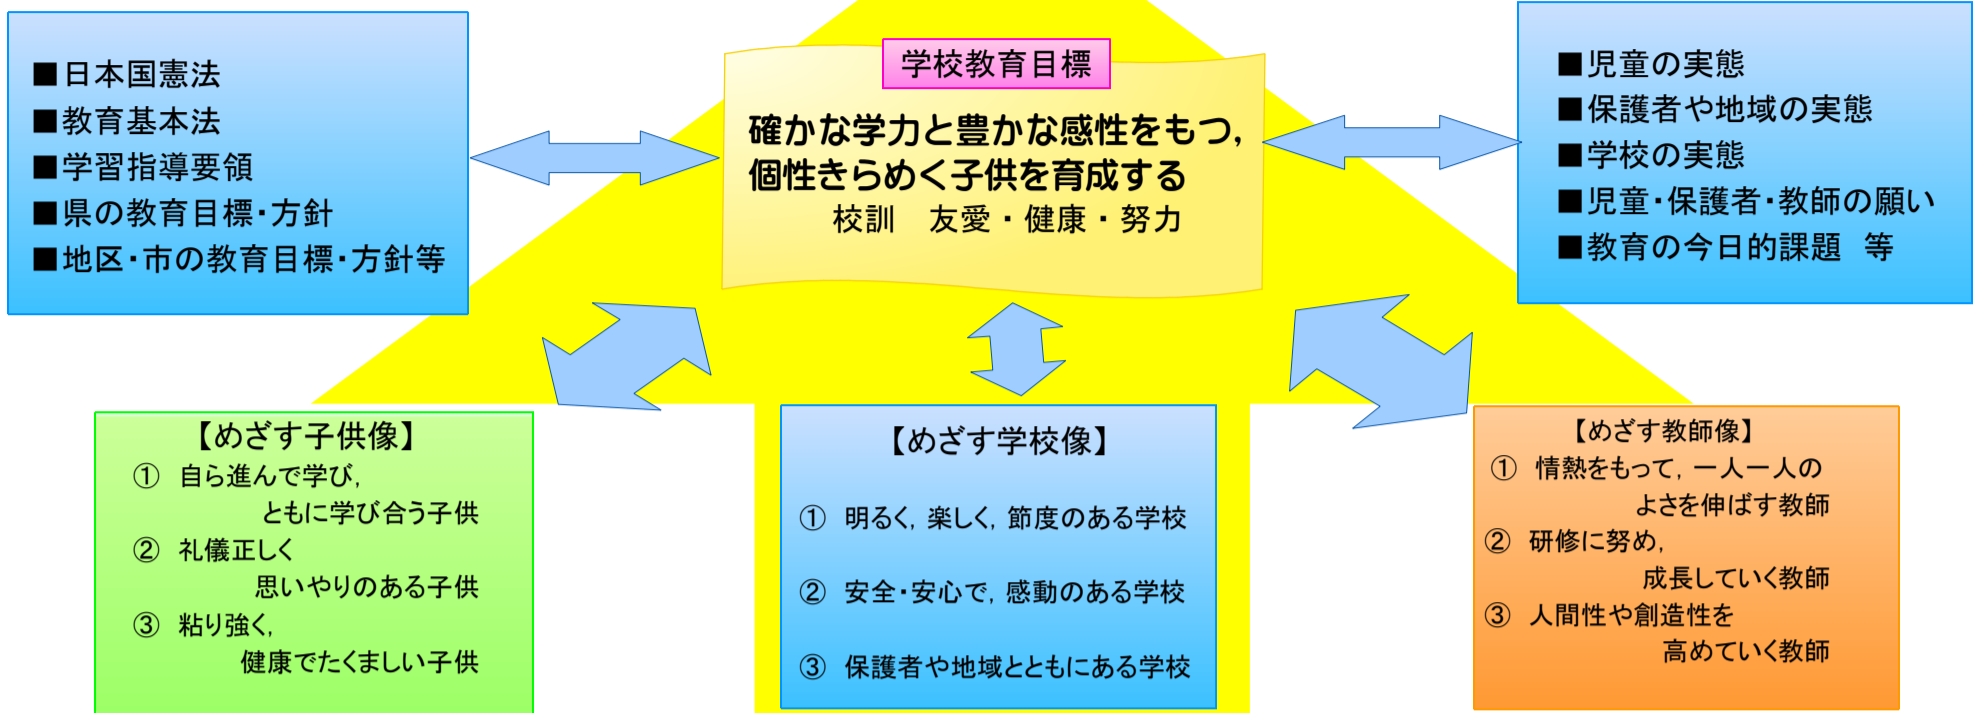 ■日本国憲法
■教育基本法
■学習指導要領
■県の教育目標・方針
■地区・市の教育目標・方針等
学校教育目標
確かな学力と豊かな感性をもつ,
個性きらめく子供を育成する
校訓　友愛・健康・努力
■児童の実態
■保護者や地域の実態
■学校の実態
■児童・保護者・教師の願い
■教育の今日的課題　等
【めざす子供像】
①　自ら進んで学び,
ともに学び合う子供
②　礼儀正しく
思いやりのある子供
③　粘り強く,
健康でたくましい子供
【めざす学校像】
①　明るく, 楽しく, 節度のある学校
②　安全・安心で, 感動のある学校
③　保護者や地域とともにある学校
【めざす教師像】
①　情熱をもって, 一人一人の
よさを伸ばす教師
②　研修に努め,
成長していく教師
③　人間性や創造性を
高めていく教師